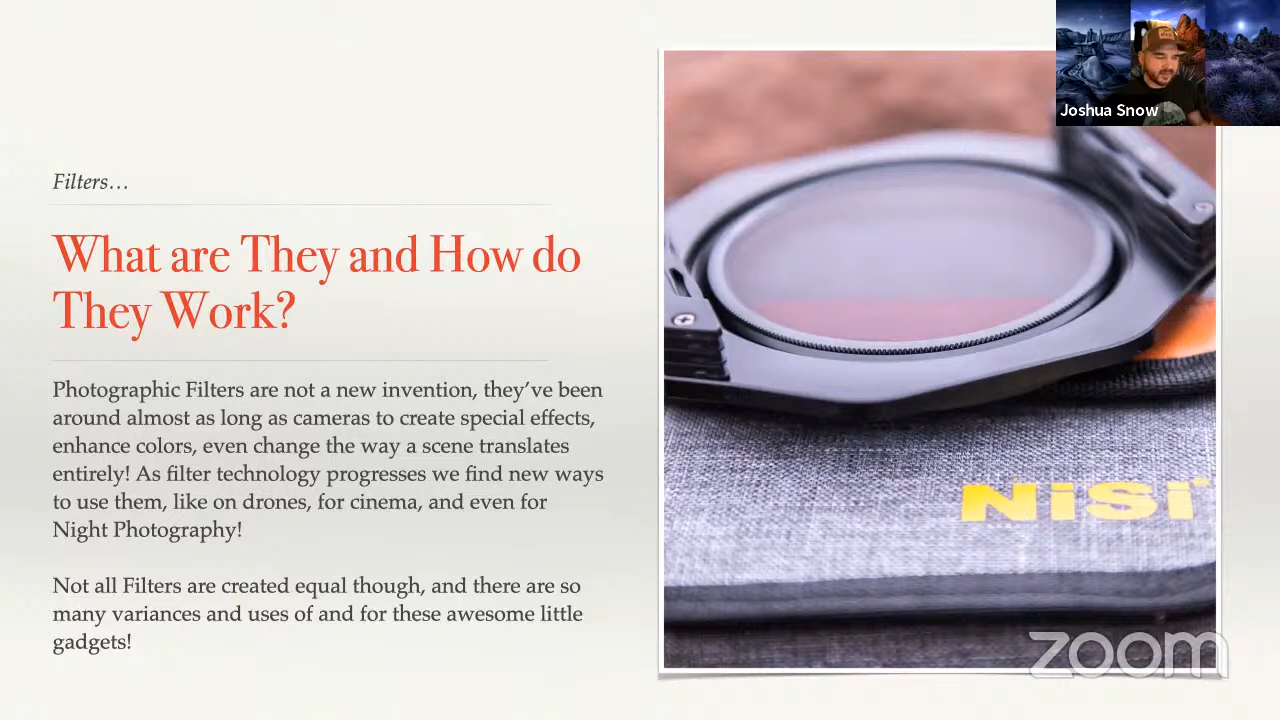 Joshua Snow
Filters...
What are They and How do
They Work?
Photographic Filters are not a new invention, they've been
around almost as long as cameras to create special effects,
enhance colors, even change the way a scene translates
entirely! As filter technology progresses we find new ways
to use them, like on drones, for cinema, and even for
Night Photography!
Not all Filters are created equal though, and there are so
many variances and uses of and for these awesome little
gadgets!
NiSi
zoom